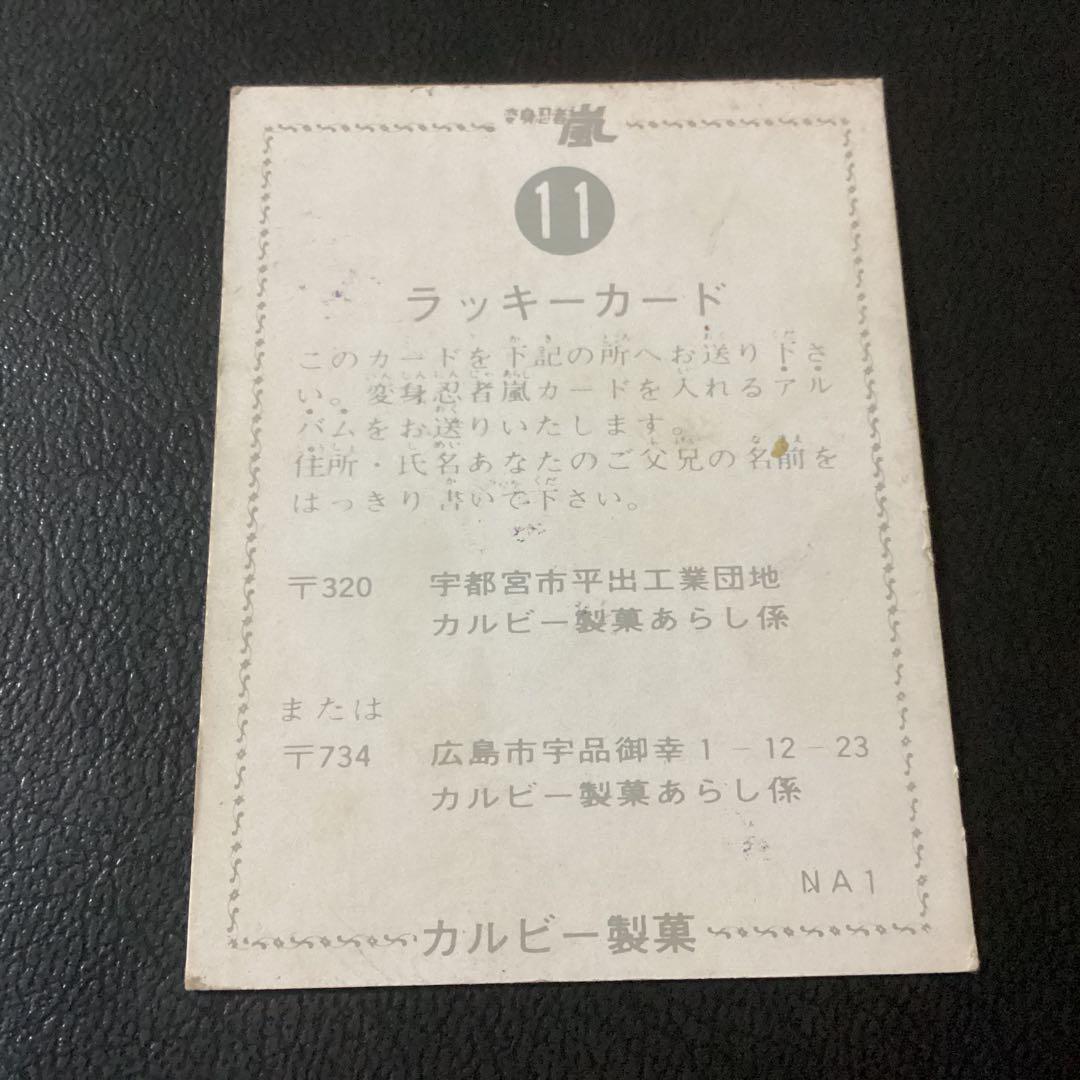 変身忍者嵐
11
ラッキーカード
このカードを下記の所へお送り下さ
い。変身忍者嵐カードを入れるアル
バムをお送りいたします。
住所・氏名あなたのご父兄の名前を
はっきり書いて下さい。
〒320 宇都宮市平出工業団地
カルビー製菓あらし係
または
〒734 広島市宇品御幸1-12-23
カルビー製菓あらし係
NA1
カルビー製菓